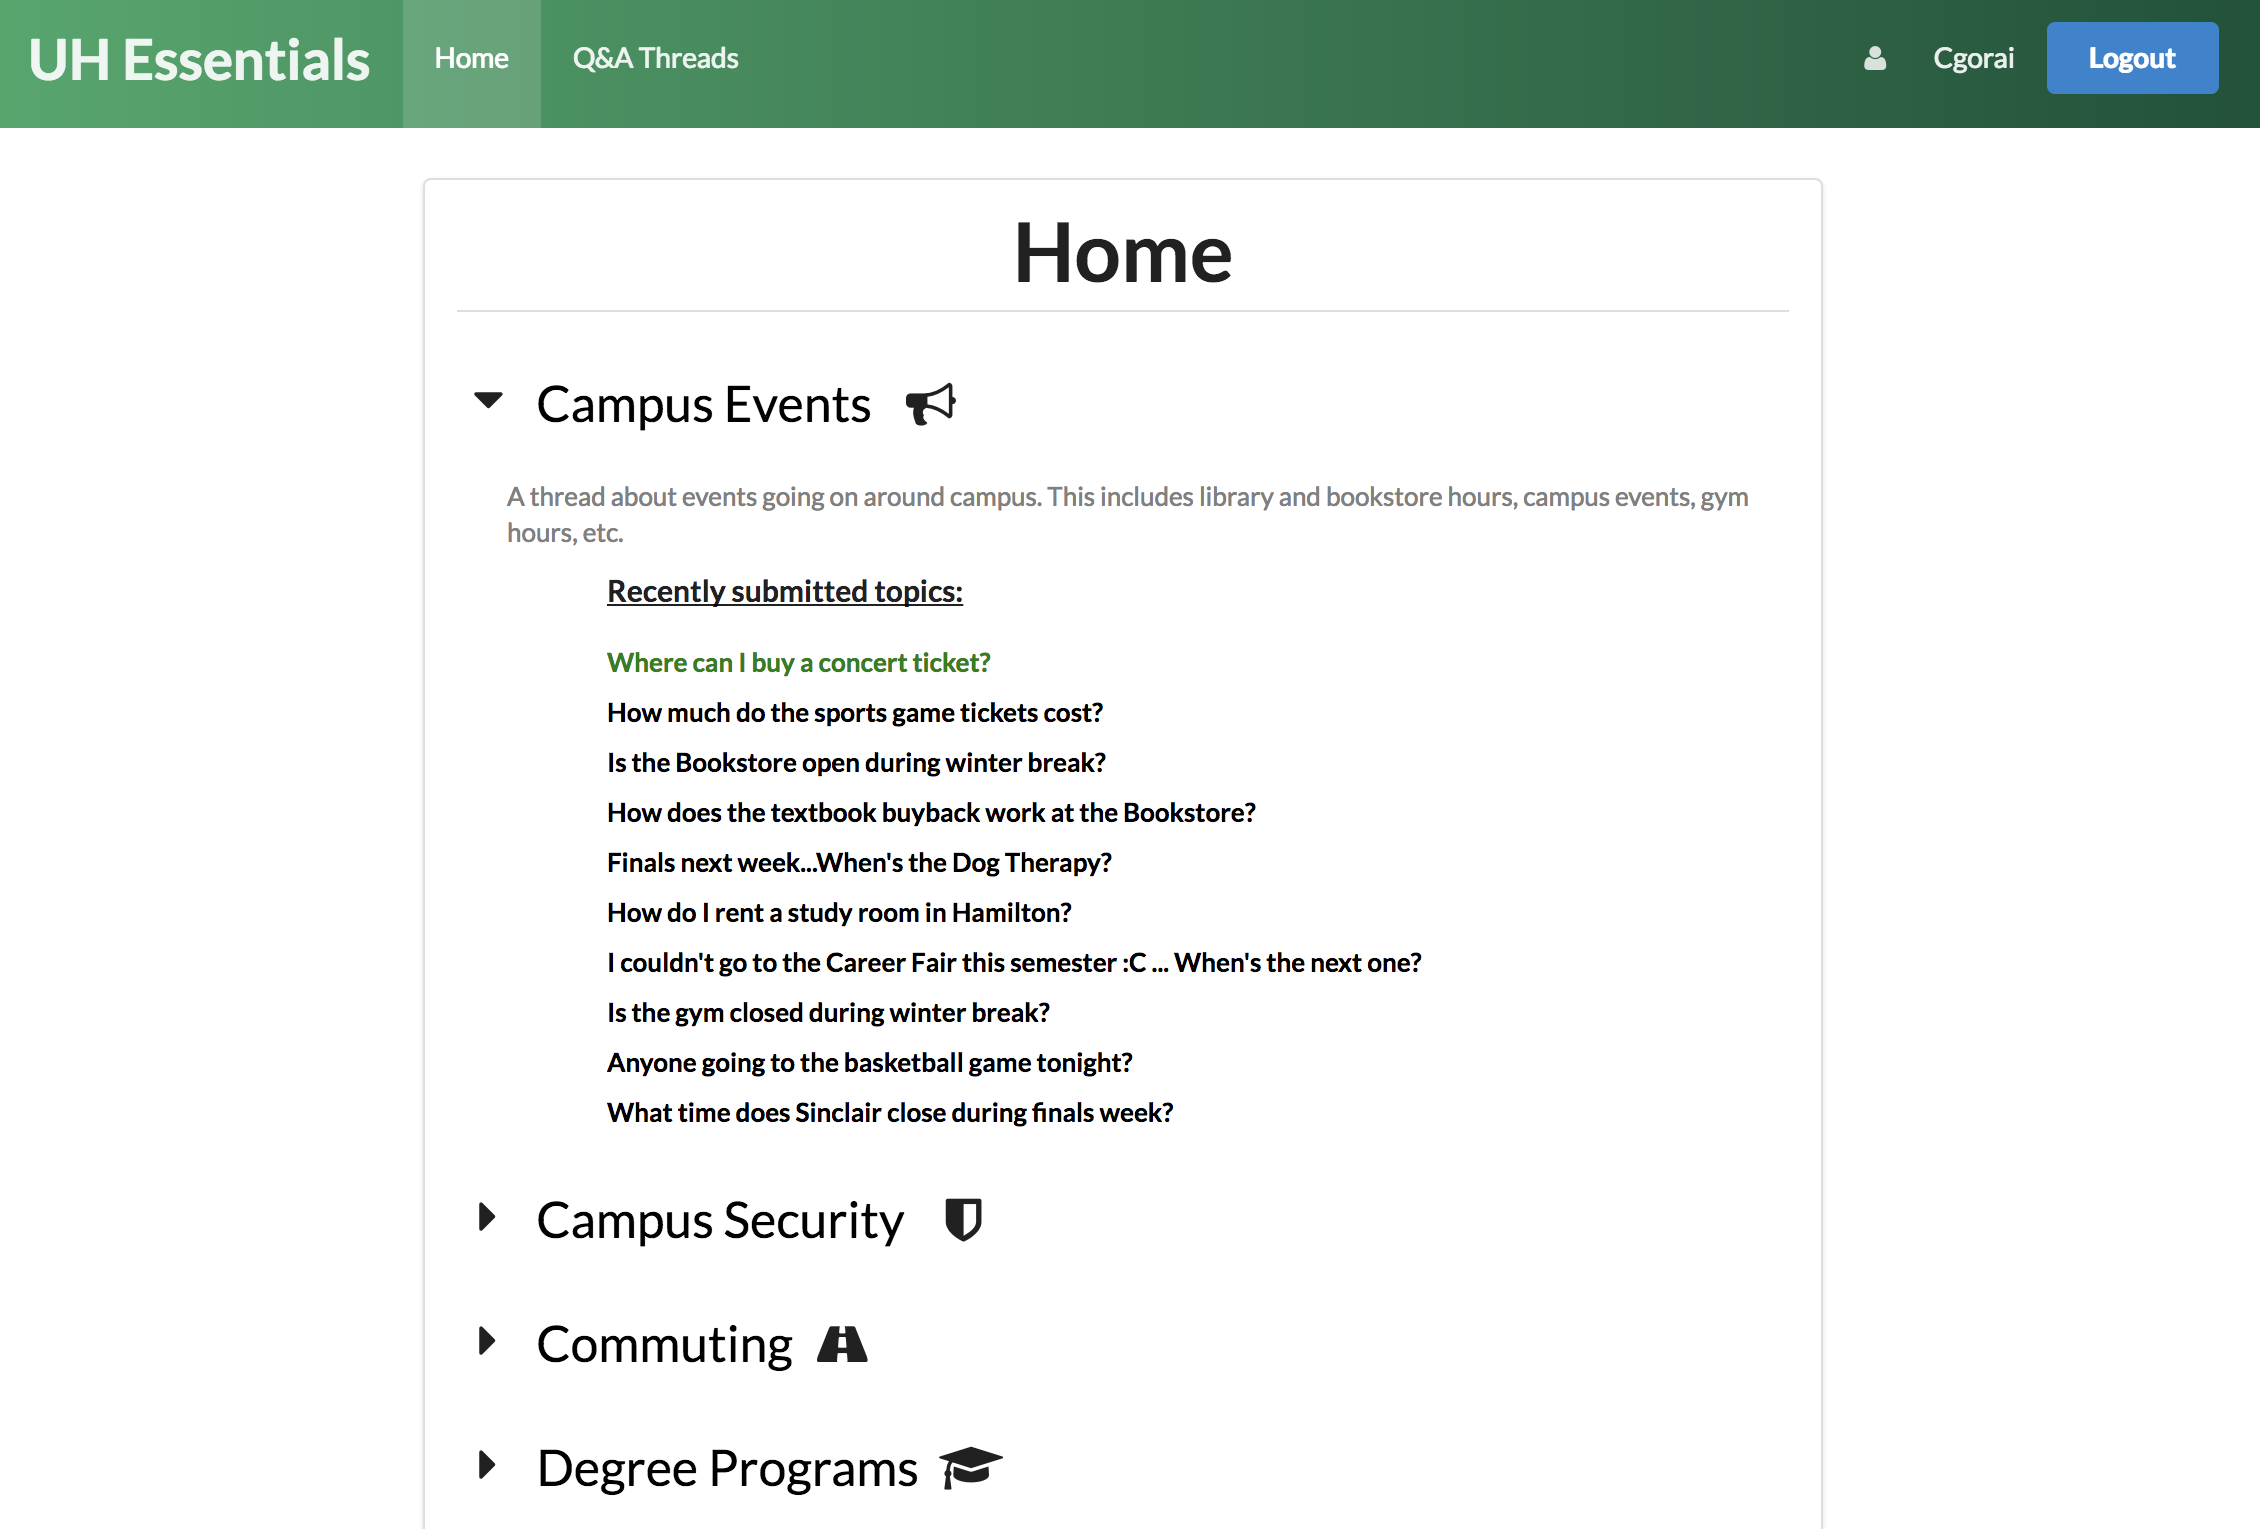 UH Essentials
Home
Q&A Threads
Cgorai
Logout
Home
Campus Events
A thread about events going on around campus. This includes library and bookstore hours, campus events, gym
hours, etc.
Recently submitted topics:
Where can I buy a concert ticket?
How much do the sports game tickets cost?
Is the Bookstore open during winter break?
How does the textbook buyback work at the Bookstore?
Finals next week...When's the Dog Therapy?
How do I rent a study room in Hamilton?
I couldn't go to the Career Fair this semester :C ... When's the next one?
Is the gym closed during winter break?
Anyone going to the basketball game tonight?
What time does Sinclair close during finals week?
Campus Security
Commuting
Degree Programs